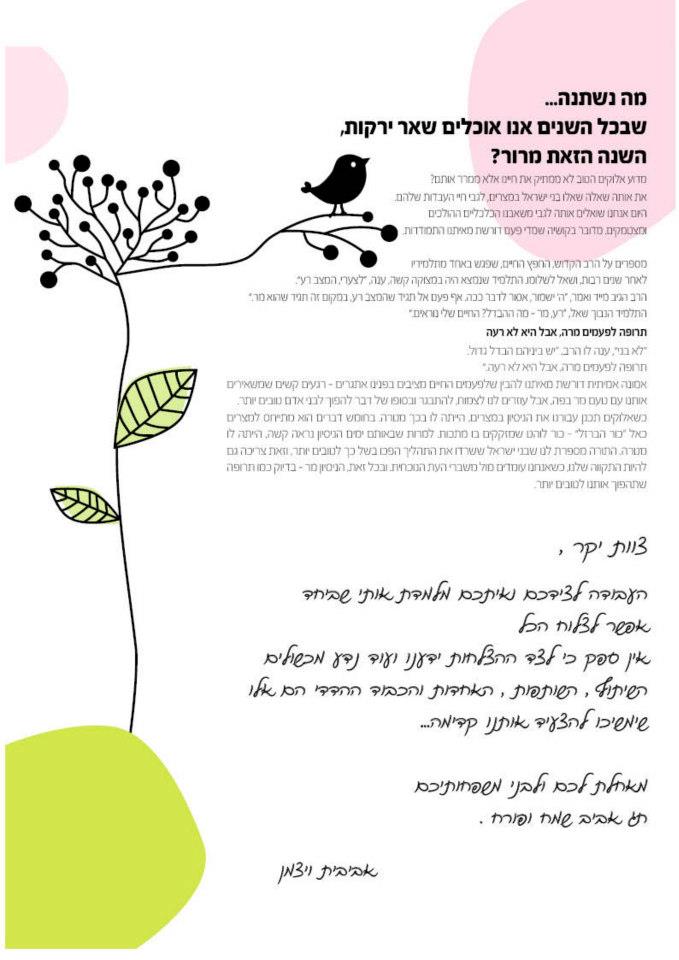 מה נשתנה...
שבכל השנים אנו אוכלים שאר ירקות,
השנה הזאת מרור?
מדוע אלוקים הטוב לא ממתיק את חיינו אלא ממרר אותם?
את אותה שאלה שאלו בני ישראל במצרים, לגבי חיי העבדות שלהם.
היום אנחנו שואלים אותה לגבי משאבנו הכלכליים ההולכים
ומצטמקים. מדובר בקושיה שמדי פעם דורשת מאיתנו התמודדות.
מספרים על הרב הקדוש, החפץ החיים, שפגש באחד מתלמידיו
לאחר שנים רבות, ושאל לשלומו. התלמיד שנמצא היה במצוקה קשה, ענה, "לצערי, המצב רע".
הרב הגיב מייד ואמר, "ה' ישמור, אסור לדבר ככה. אף פעם אל תגיד שהמצב רע, במקום זה תגיד שהוא מר."
התלמיד הנבוך שאל, "רע, מר – מה ההבדל? החיים שלי נוראים."
תרופה לפעמים מרה, אבל היא לא רעה
"לא בני", ענה לו הרב, "יש ביניהם הבדל גדול.
תרופה לפעמים מרה, אבל היא לא רעה."
אמונה אמיתית דורשת מאיתנו להבין שלפעמים החיים מציבים בפנינו אתגרים – רגעים קשים שמשאירים
אותנו עם טעם מר בפה, אבל עוזרים לנו לצמוח, להתבגר ובסופו של דבר להפוך לבני אדם טובים יותר.
כשאלוקים תכנן עבורנו את הניסיון במצרים, הייתה לו בכך מטרה. בחומש דברים הוא מתייחס למצרים
כאל "כור הברזל" – כור לוהט שמזקקים בו מתכות. למרות שבאותם ימים הניסיון נראה קשה, הייתה לו
מטרה. התורה מספרת לנו שבני ישראל ששרדו את התהליך הפכו בשל כך לטובים יותר, וזאת צריכה גם
להיות התקווה שלנו, כשאנחנו עומדים מול משברי העת הנוכחית. ובכל זאת, הניסיון מר – בדיוק כמו תרופה
שתהפוך אותנו לטובים יותר.
צוות יקר,
העבודה לצידכם ואיתכם מלמדת אותי שביחד
אפשר לצלוח הכל
אין ספק כי לצד ההצלחות ידענו ועוד נדע מכשולים
השיתוף, השותפות, האחדות והכבוד ההדדי הם אלו
שימשיכו להצעיד אותנו קדימה...
מאחלת לכם ולבני משפחותיכם
חג אביב שמח ופורח.
אביבית ויצמן